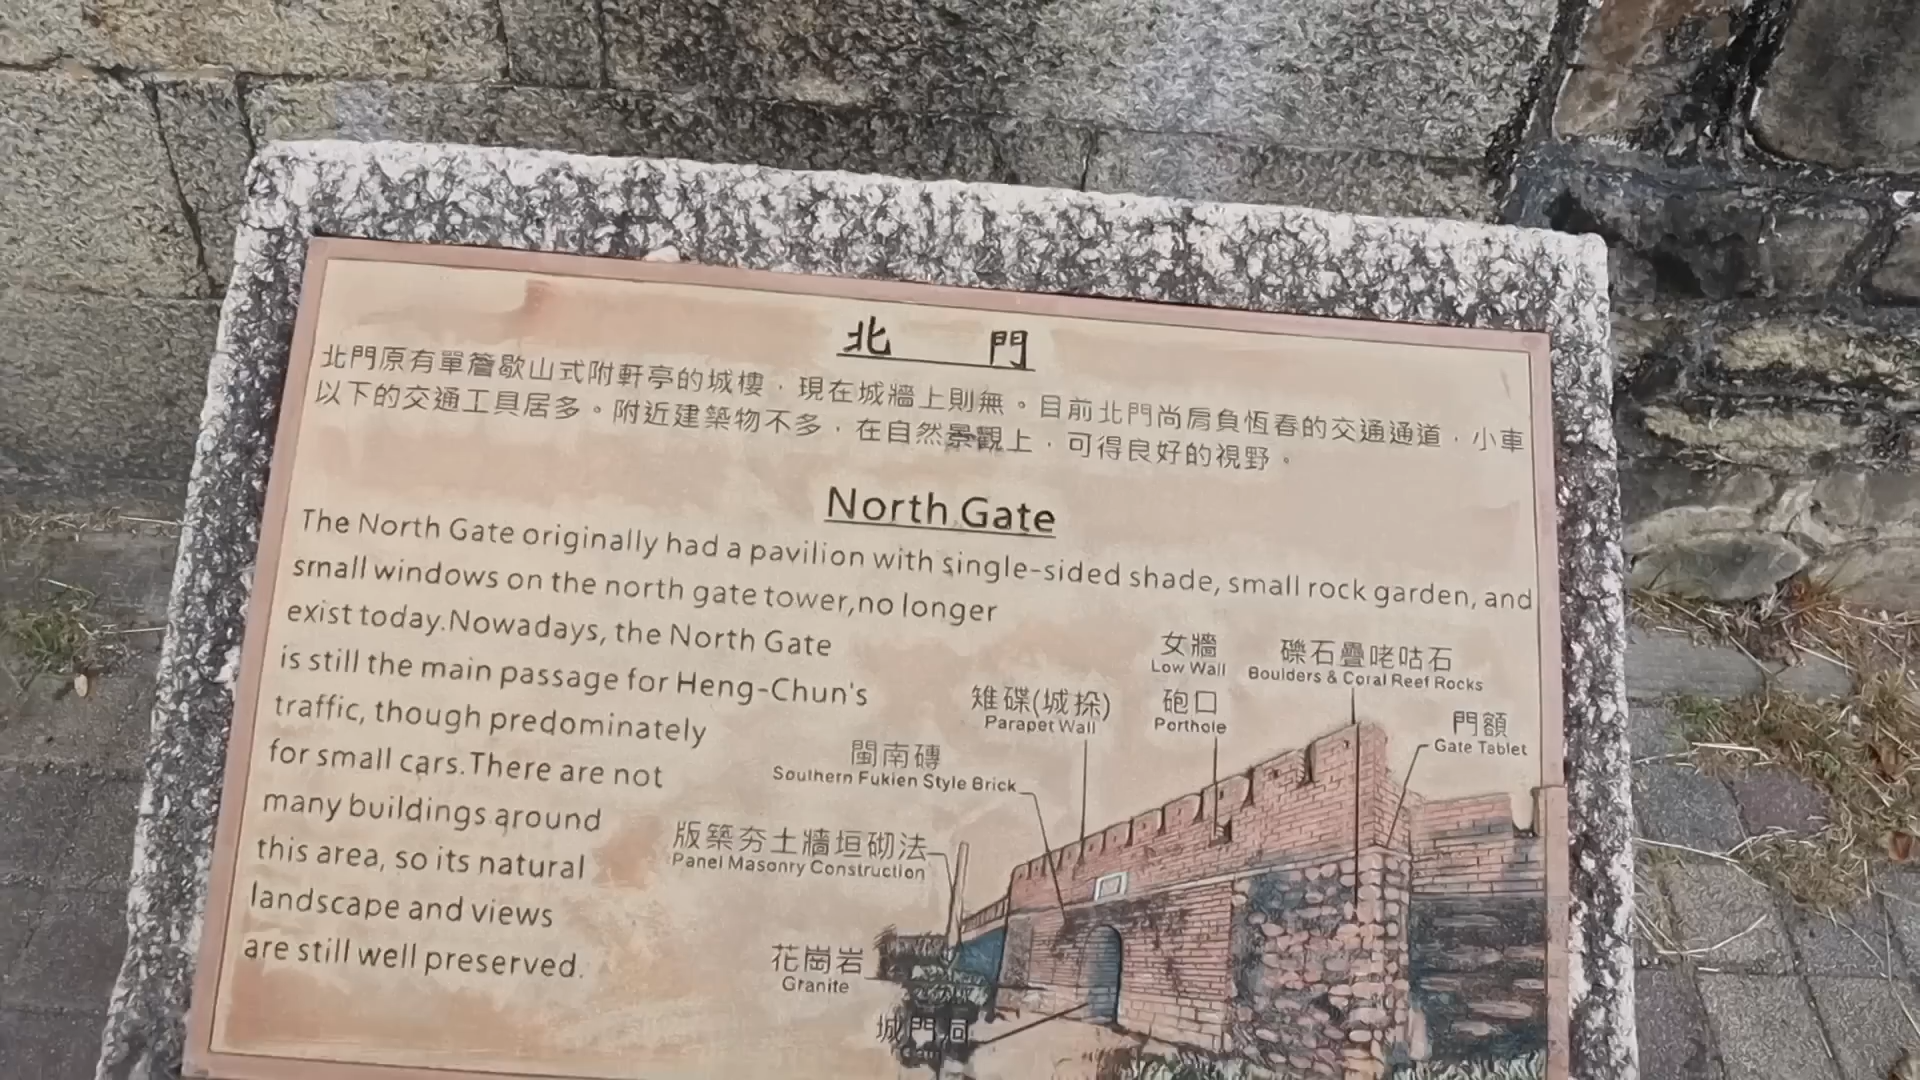 北門
北門原有單簷歇山式附軒亭的城樓，現在城牆上則無。目前北門尚肩負恆春的交通通道，小車
以下的交通工具居多。附近建築物不多，在自然景觀上，可得良好的視野。
North Gate
The North Gate originally had a pavilion with single-sided shade, small rock garden, and
small windows on the north gate tower,no longer
exist today.Nowadays, the North Gate
is still the main passage for Heng-Chun's
traffic, though predominately
for small cars.There are not
many buildings around
this area, so its natural
landscape and views
are still well preserved.
女牆
Low Wall
礫石疊咾咕石
Boulders & Coral Reef Rocks
雉碟(城垛)
Parapet Wall
砲口
Porthole
門額
Gate Tablet
閩南磚
Southern Fukien Style Brick
版築夯土牆垣砌法
Panel Masonry Construction
花崗岩
Granite
城門洞